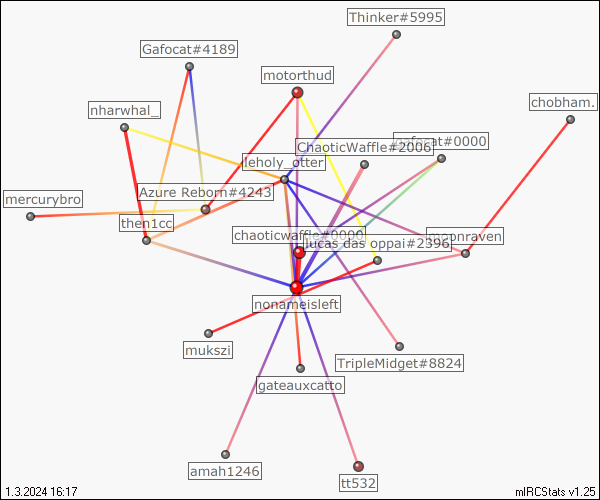 Thinker#5995
Gafocat#4189
motorthud
chobham.
nharwhal_
gafocat#0000
ChaoticWaffle#2006
leholy_otter
Azure Reborn#4243
mercurybro
then1cc
chaoticwaffle#0000
moonraven
lucas das oppai#2396
nonameisleft
mukszi
TripleMidget#8824
gateauxcatto
amah1246
tt532
1.3.2024 16:17
mIRCStats v1.25